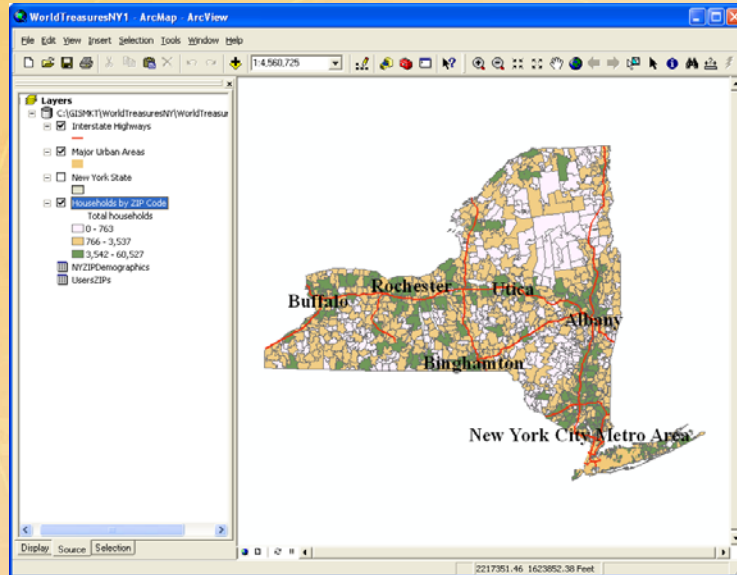 WorldTreasuresNY1 - ArcMap - ArcView
File Edit View Insert Selection Tools Window Help
1:4,560,725
Layers
C:\GISMKT\WorldTreasuresNY\WorldTreasur
Interstate Highways
Major Urban Areas
New York State
Households by ZIP Code
Total households
0 - 763
766 - 3,537
3,542 - 60,527
NYZIPDemographics
UsersZIPs
Rochester
Utica
Buffalo
Albany
Binghamton
New York City Metro Area
Display Source Selection
2217351.46 1623852.38 Feet